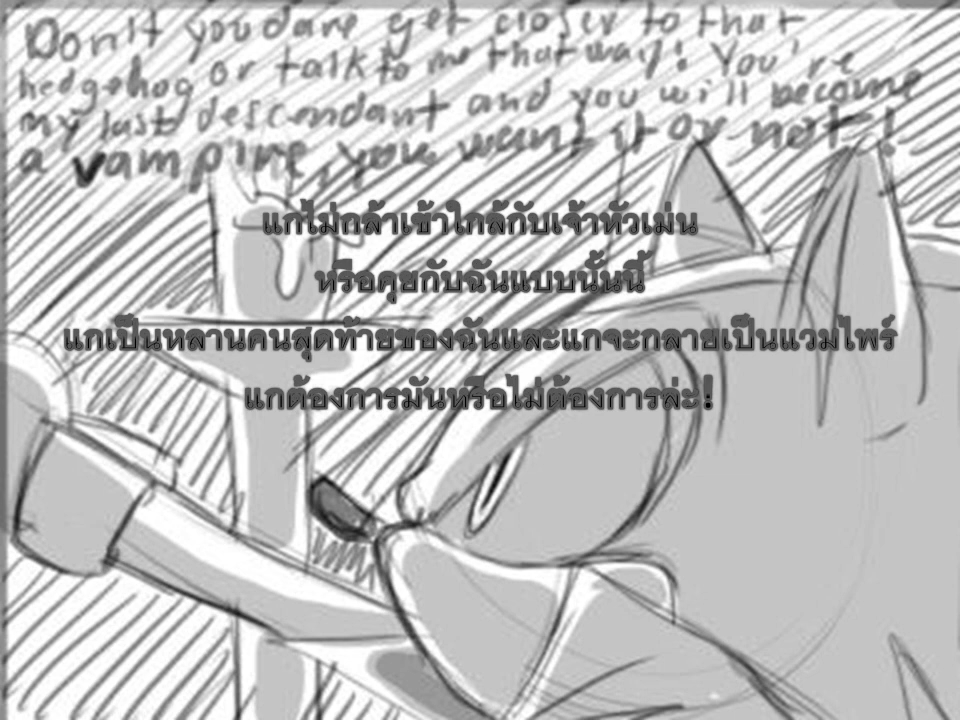 Don't you dare get closer to that
hedgehog or talk to me that way! You're
my last descendant and you will become
a vampire, you want it or not!
แกไม่กล้าเข้าใกล้กับเจ้าหัวเม่น
หรือคุยกับฉันแบบนั้นนี้
แกเป็นหลานคนสุดท้ายของฉันและแกจะกลายเป็นแวมไพร์
แกต้องการมันหรือไม่ต้องการล่ะ!